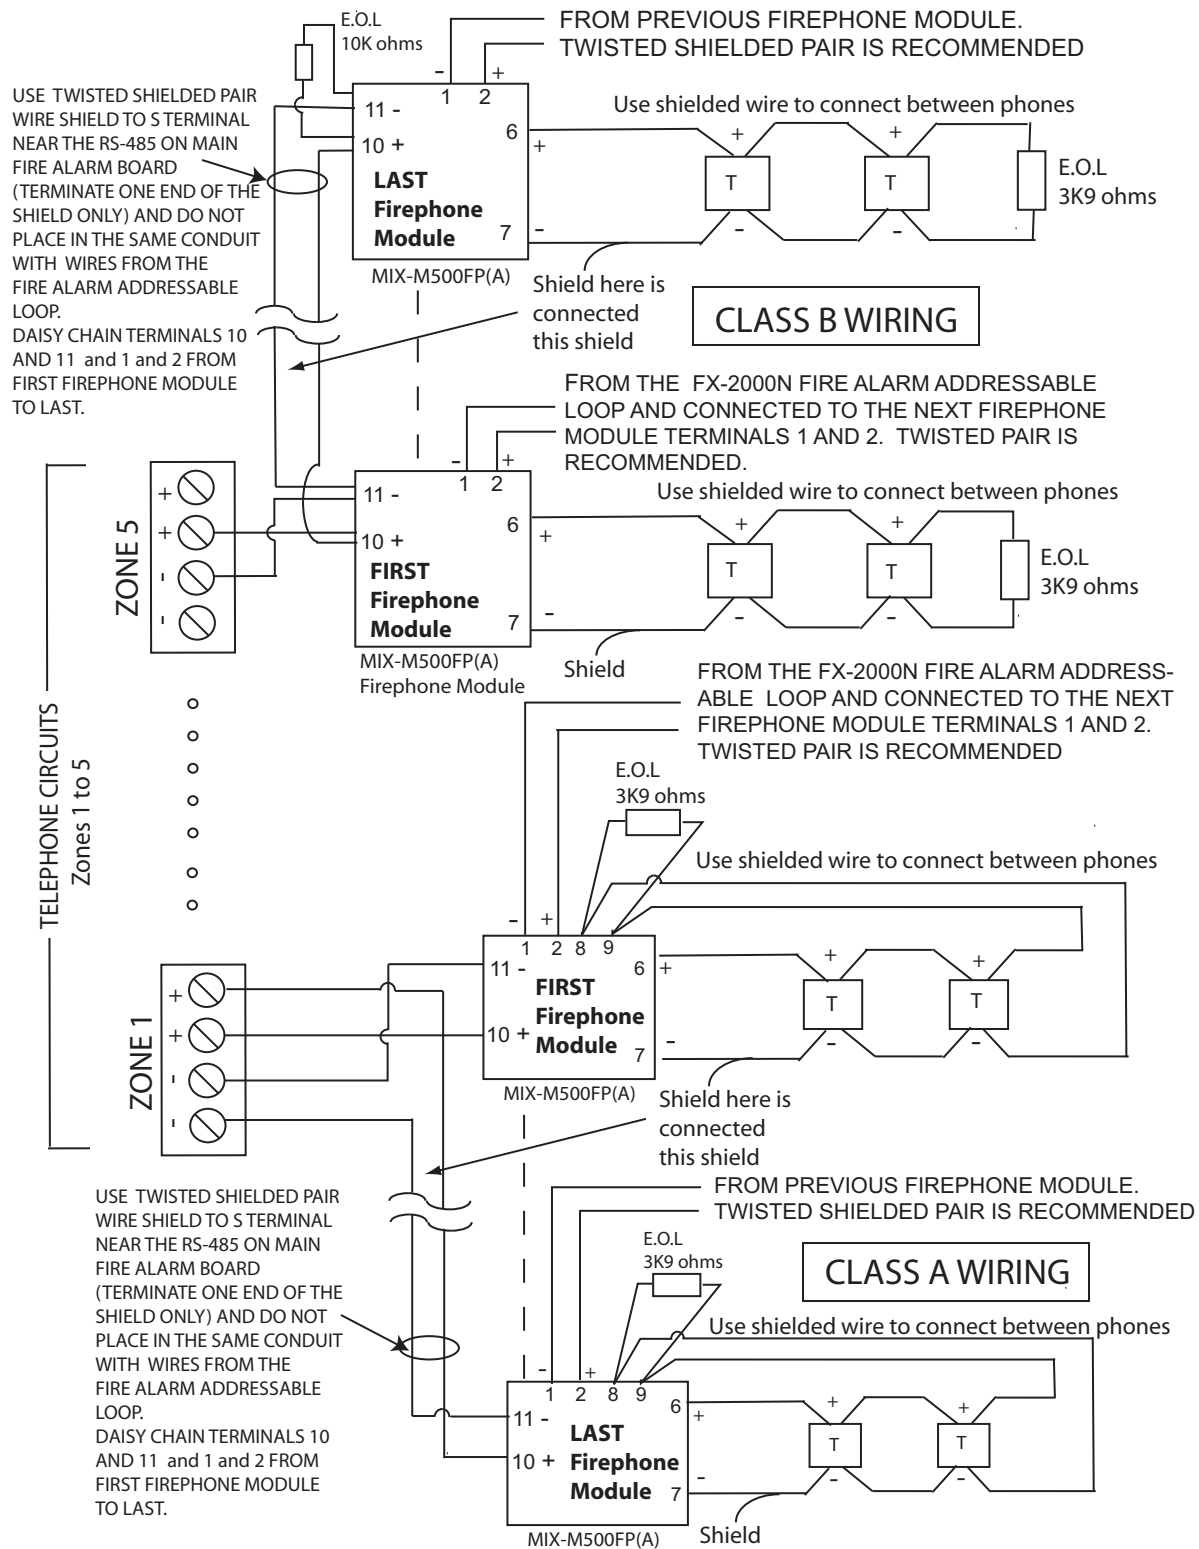 E.O.L
10K ohms
FROM PREVIOUS FIREPHONE MODULE.
TWISTED SHIELDED PAIR IS RECOMMENDED
USE TWISTED SHIELDED PAIR
WIRE SHIELD TO S TERMINAL
NEAR THE RS-485 ON MAIN
FIRE ALARM BOARD
(TERMINATE ONE END OF THE
SHIELD ONLY) AND DO NOT
PLACE IN THE SAME CONDUIT
WITH WIRES FROM THE
FIRE ALARM ADDRESSABLE
LOOP.
DAISY CHAIN TERMINALS 10
AND 11 and 1 and 2 FROM
FIRST FIREPHONE MODULE
TO LAST.
- +
1 2
11 -
10 +
6
+
7 -
LAST
Firephone
Module
MIX-M500FP(A)
Use shielded wire to connect between phones
+ +
T T
- -
E.O.L
3K9 ohms
Shield here is
connected
this shield
CLASS B WIRING
FROM THE FX-2000N FIRE ALARM ADDRESSABLE
LOOP AND CONNECTED TO THE NEXT FIREPHONE
MODULE TERMINALS 1 AND 2. TWISTED PAIR IS
RECOMMENDED.
- +
1 2
Use shielded wire to connect between phones
ZONE 5
+
+
-
-
11 -
10 +
6
+
7 -
FIRST
Firephone
Module
MIX-M500FP(A)
Firephone Module
+ +
T T
- -
E.O.L
3K9 ohms
Shield
TELEPHONE CIRCUITS
Zones 1 to 5
FROM THE FX-2000N FIRE ALARM ADDRESS-
ABLE LOOP AND CONNECTED TO THE NEXT
FIREPHONE MODULE TERMINALS 1 AND 2.
TWISTED PAIR IS RECOMMENDED
E.O.L
3K9 ohms
Use shielded wire to connect between phones
- +
1 2 8 9
ZONE 1
+
+
-
-
11 -
10 +
6 +
7 -
FIRST
Firephone
Module
MIX-M500FP(A)
+ +
T T
- -
Shield here is
connected
this shield
FROM PREVIOUS FIREPHONE MODULE.
TWISTED SHIELDED PAIR IS RECOMMENDED
USE TWISTED SHIELDED PAIR
WIRE SHIELD TO S TERMINAL
NEAR THE RS-485 ON MAIN
FIRE ALARM BOARD
(TERMINATE ONE END OF THE
SHIELD ONLY) AND DO NOT
PLACE IN THE SAME CONDUIT
WITH WIRES FROM THE
FIRE ALARM ADDRESSABLE
LOOP.
DAISY CHAIN TERMINALS 10
AND 11 and 1 and 2 FROM
FIRST FIREPHONE MODULE
TO LAST.
E.O.L
3K9 ohms
CLASS A WIRING
Use shielded wire to connect between phones
- +
1 2 8 9
11 -
10 +
6
+
7 -
LAST
Firephone
Module
MIX-M500FP(A)
+ +
T T
- -
Shield